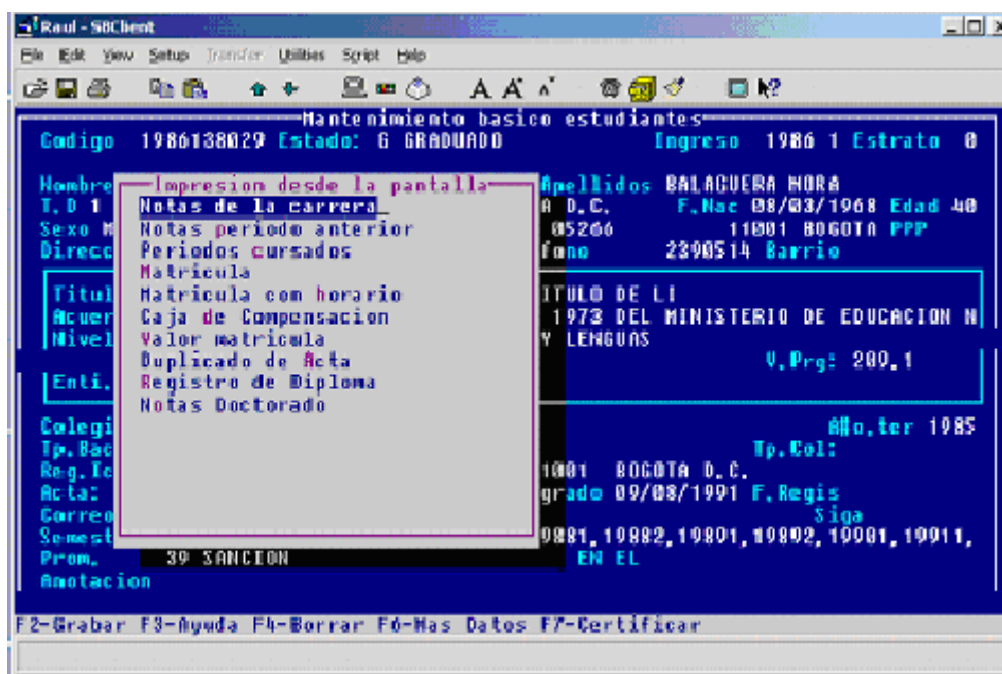 Raul - S8Client
File Edit View Setup Transfer Utilities Script Help
Mantenimiento basico estudiantes
Codigo 1986138029 Estado: G GRADUADO Ingreso 1986 1 Estrato 0
Nombre Apellidos BALAGUERA MORA
T.D 1 A D.C. F.Nac 08/03/1968 Edad 40
Sexo M 05266 11001 BOGOTA PPP
Direcc fono 2390514 Barrio
Titul ITULO DE LI
Acuer 1973 DEL MINISTERIO DE EDUCACION N
Nivel Y LENGUAS
V.Prg: 209.1
Enti.
Colegi Año.ter 1985
Tp.Bac Tp.Col:
Reg.Ic 1001 BOGOTA D.C.
Acta: grado 09/08/1991 F.Regis
Correo Siga
Semest 19881,19882,19891,19892,19901,19911,
Prom. 39 SANCION EN EL
Anotacion
Impresion desde la pantalla
Notas de la carrera
Notas periodo anterior
Periodos cursados
Matricula
Matricula con horario
Caja de Compensacion
Valor matricula
Duplicado de Acta
Registro de Diploma
Notas Doctorado
F2-Grabar F3-Ayuda F4-Borrar F6-Mas Datos F7-Certificar